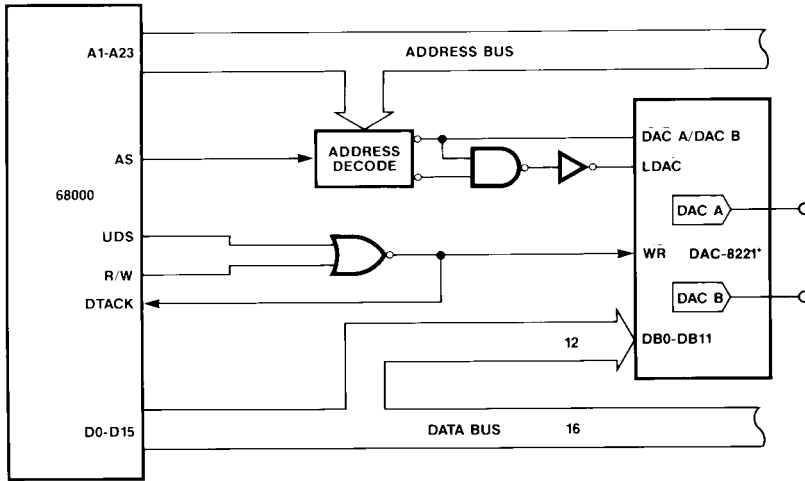 A1-A23
ADDRESS BUS
AS
ADDRESS
DECODE
DAC A/DAC B
LDAC
68000
DAC A
UDS
R/W
DTACK
WR
DAC-8221*
DAC B
12
DB0-DB11
D0-D15
DATA BUS
16